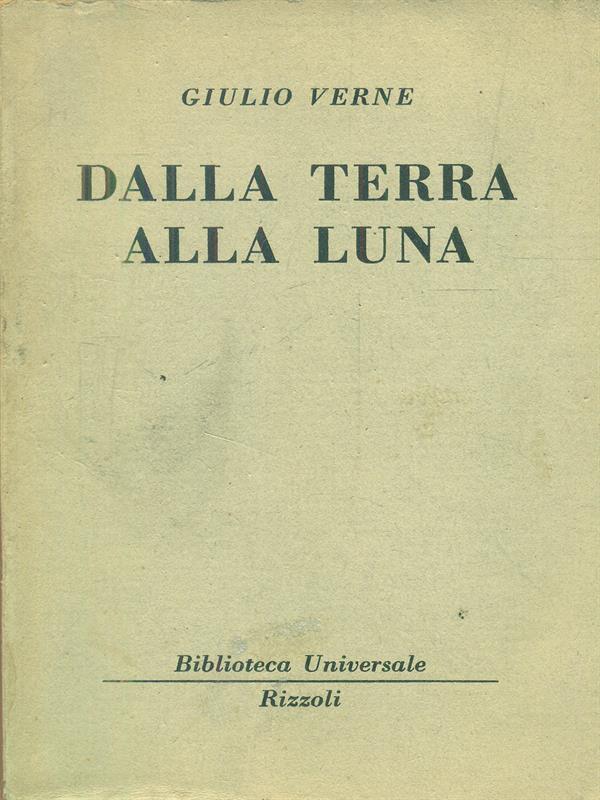 GIULIO VERNE
DALLA TERRA
ALLA LUNA
Biblioteca Universale
Rizzoli